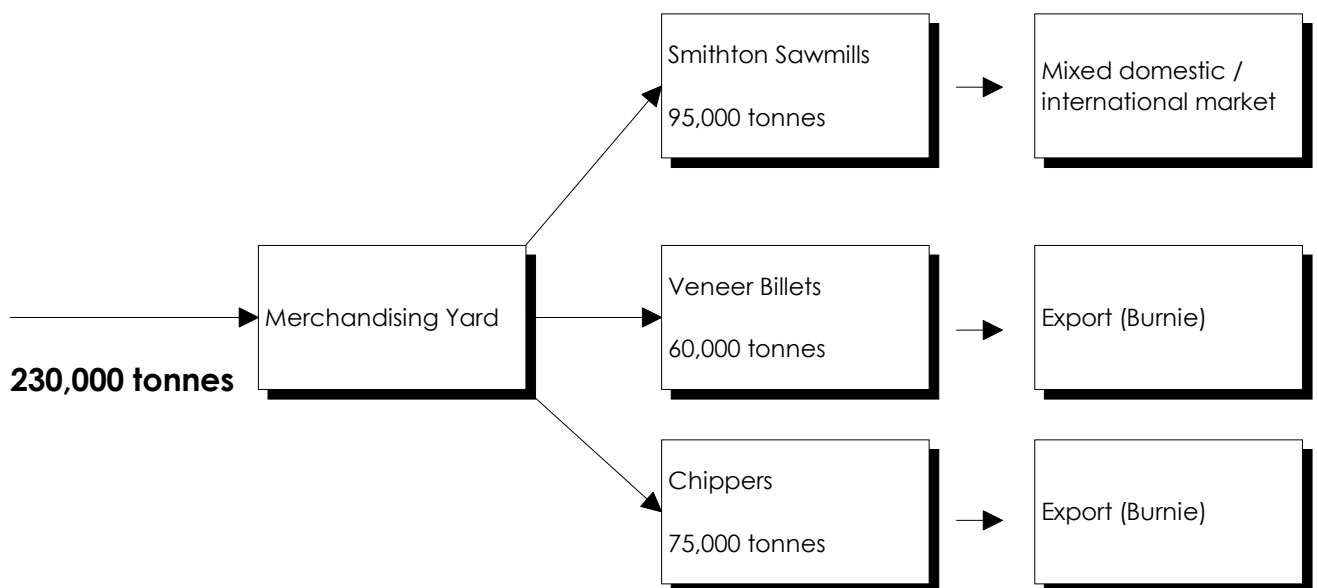 Smithton Sawmills
95,000 tonnes
Mixed domestic /
international market
Merchandising Yard
230,000 tonnes
Veneer Billets
60,000 tonnes
Export (Burnie)
Chippers
75,000 tonnes
Export (Burnie)